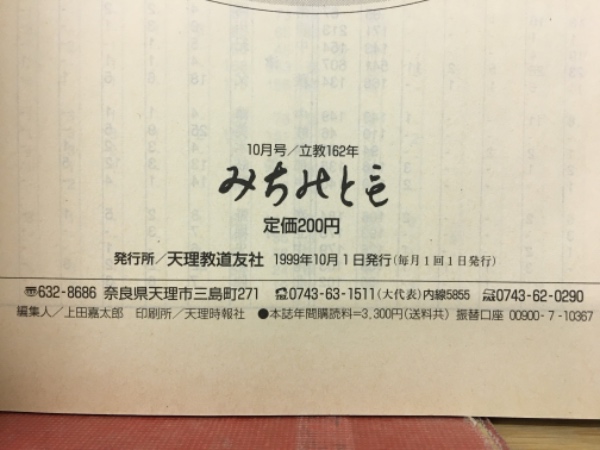 10月号／立教162年
みちのとも
定価200円
発行所／天理教道友社 1999年10月1日発行（毎月1回1日発行）
〠632-8686 奈良県天理市三島町271 ☎0743-63-1511（大代表）内線5855 FAX0743-62-0290
編集人／上田嘉太郎 印刷所／天理時報社 ●本誌年間購読料=3,300円（送料共） 振替口座 00900-7-10367